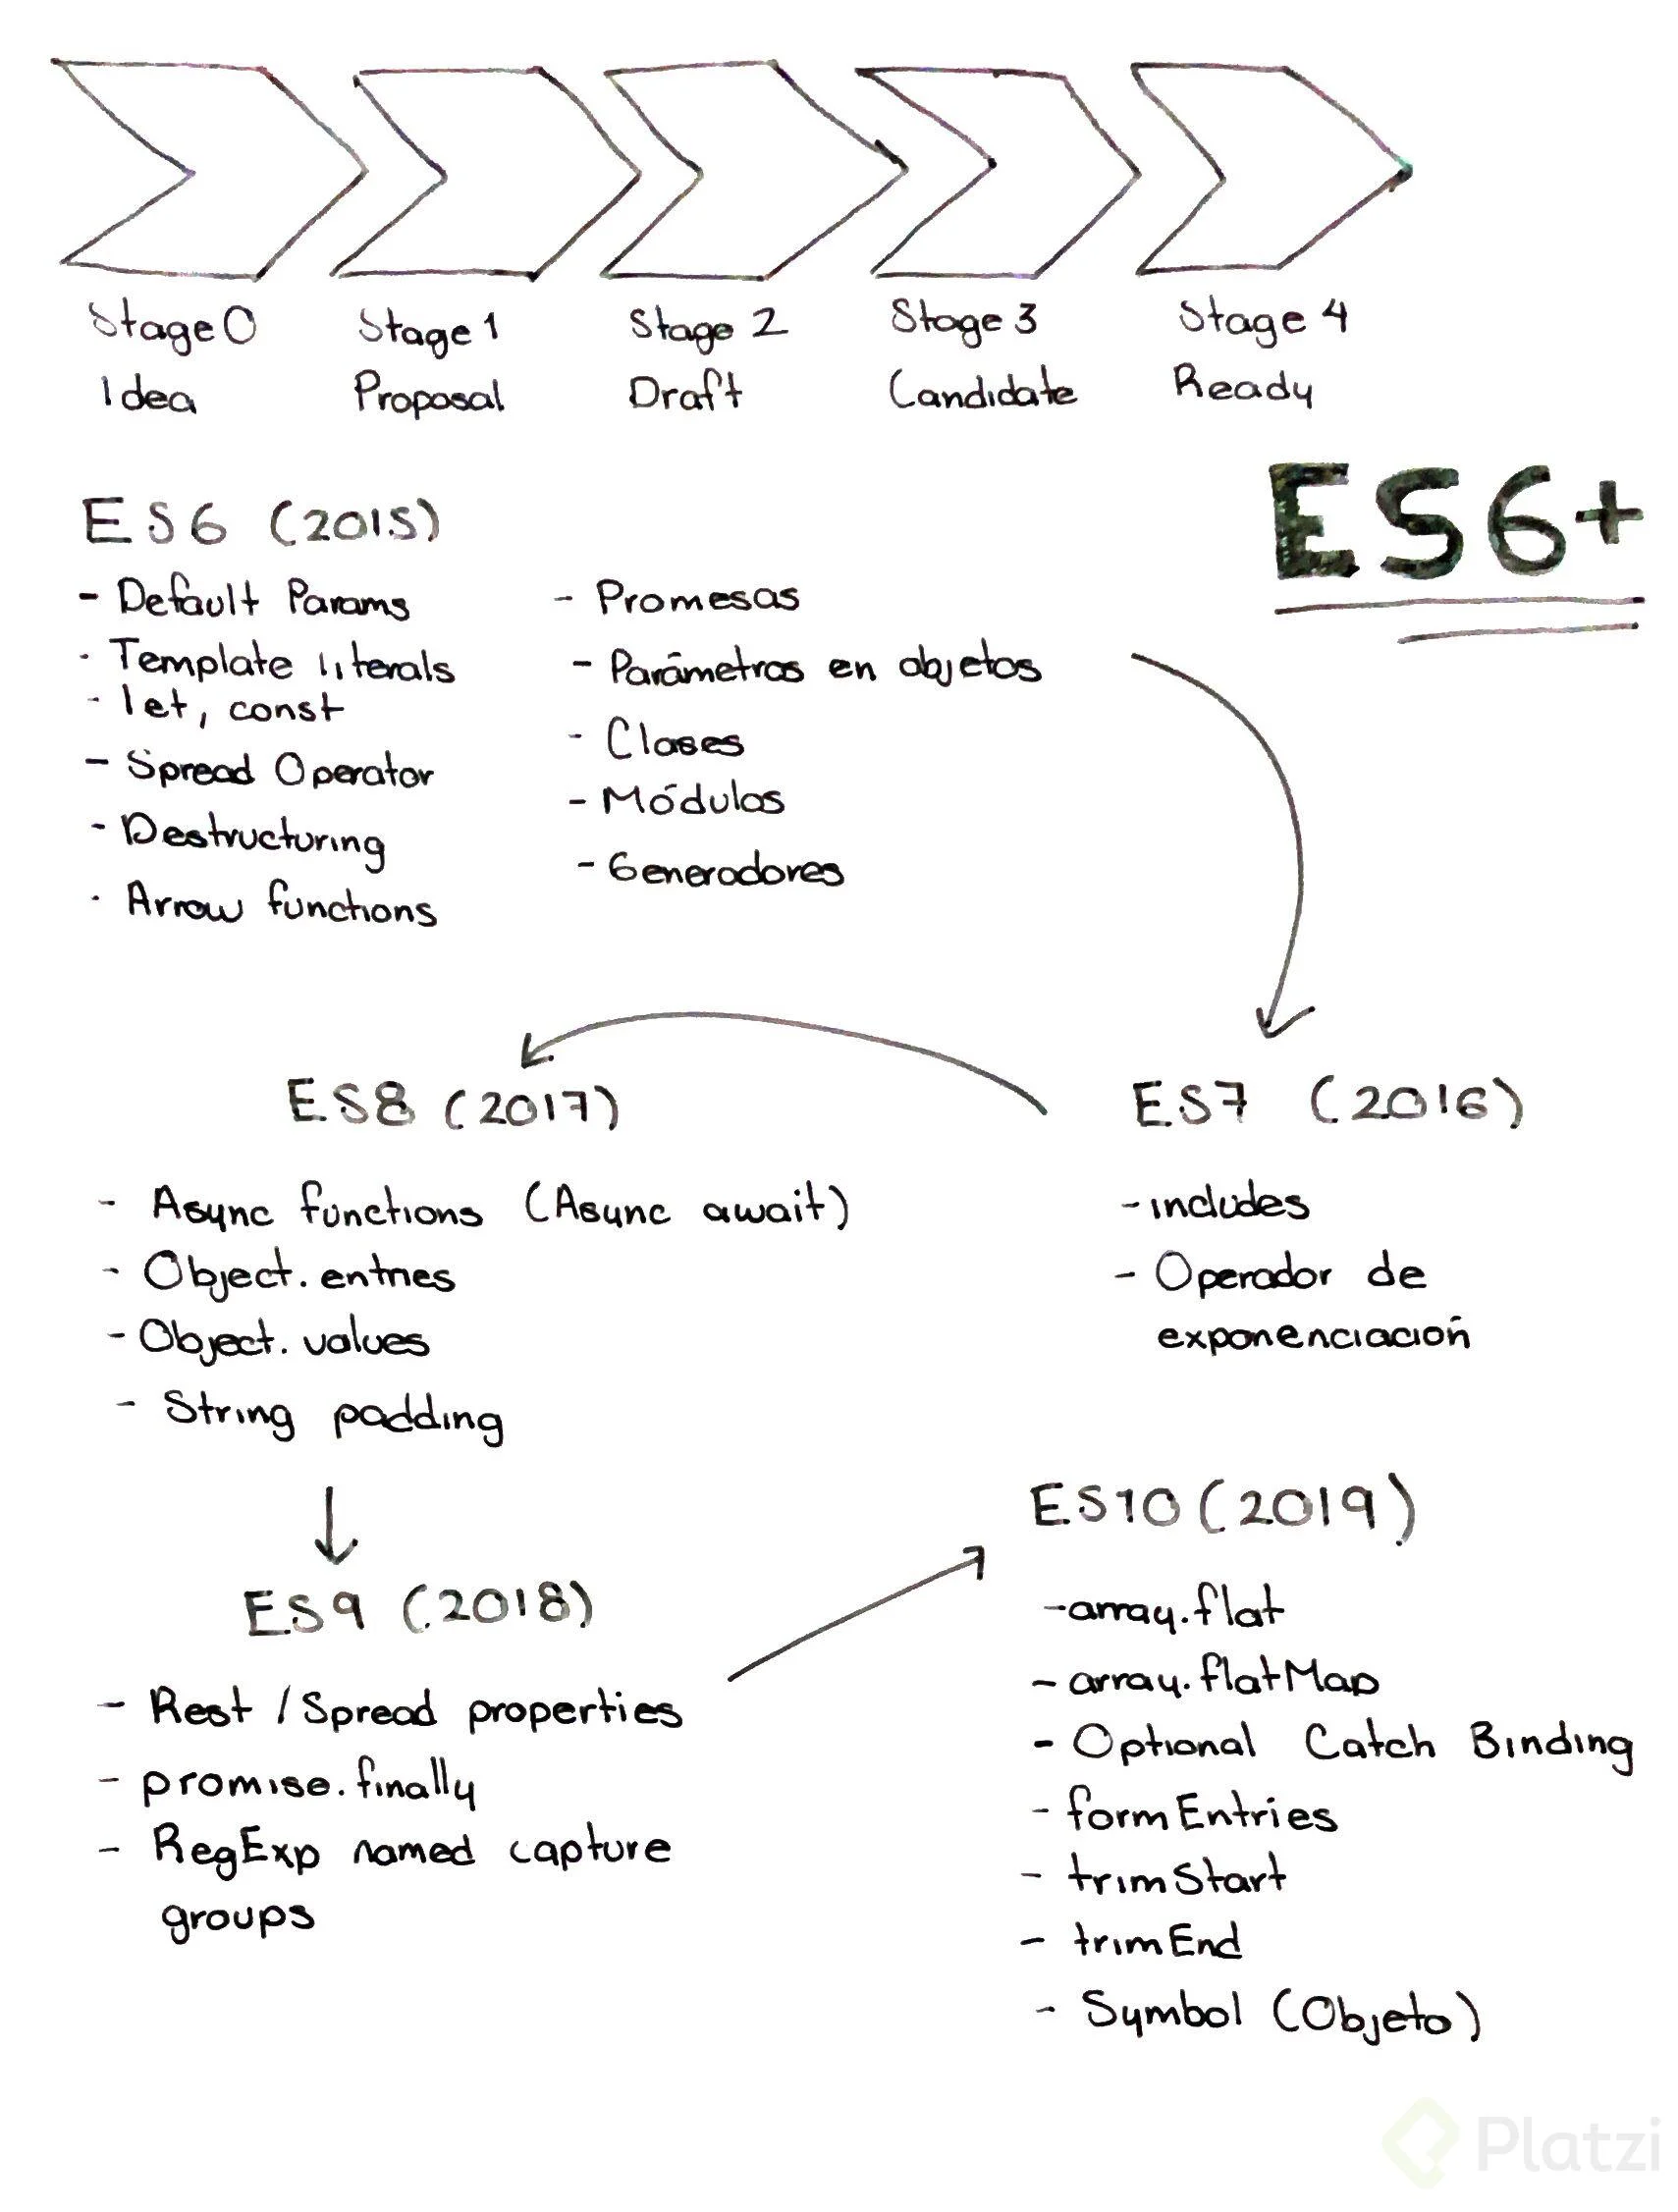 Stage 0
Idea
Stage 1
Proposal
Stage 2
Draft
Stage 3
Candidate
Stage 4
Ready
ES6+
ES6 (2015)
- Default Params
- Template literals
- let, const
- Spread Operator
- Destructuring
- Arrow functions
- Promesas
- Parámetros en objetos
- Clases
- Módulos
- Generadores
ES7 (2016)
- includes
- Operador de
exponenciación
ES8 (2017)
- Async functions (Async await)
- Object.entries
- Object.values
- String padding
ES9 (2018)
- Rest / Spread properties
- promise.finally
- RegExp named capture
groups
ES10 (2019)
- array.flat
- array.flatMap
- Optional Catch Binding
- formEntries
- trimStart
- trimEnd
- Symbol (Objeto)
Platzi